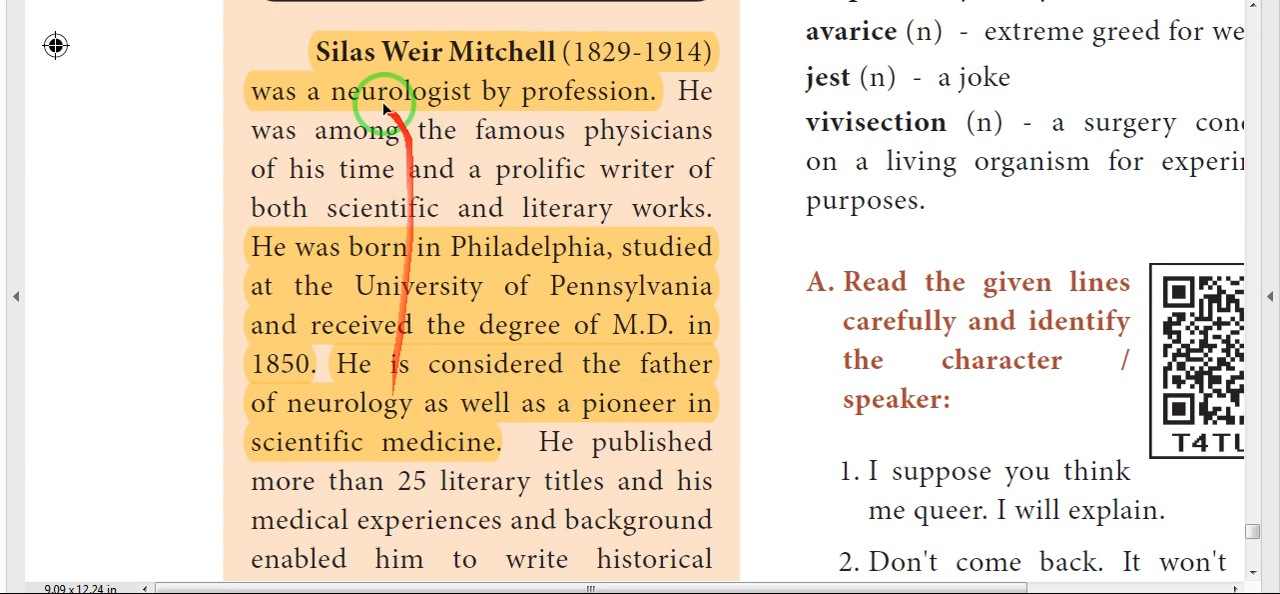 Silas Weir Mitchell (1829-1914)
was a neurologist by profession. He
was among the famous physicians
of his time and a prolific writer of
both scientific and literary works.
He was born in Philadelphia, studied
at the University of Pennsylvania
and received the degree of M.D. in
1850. He is considered the father
of neurology as well as a pioneer in
scientific medicine. He published
more than 25 literary titles and his
medical experiences and background
enabled him to write historical
avarice (n) - extreme greed for we
jest (n) - a joke
vivisection (n) - a surgery con
on a living organism for experi
purposes.
A. Read the given lines
carefully and identify
the character /
speaker:
T4TU
1. I suppose you think
me queer. I will explain.
2. Don't come back. It won't
9.09 x 12.24 in